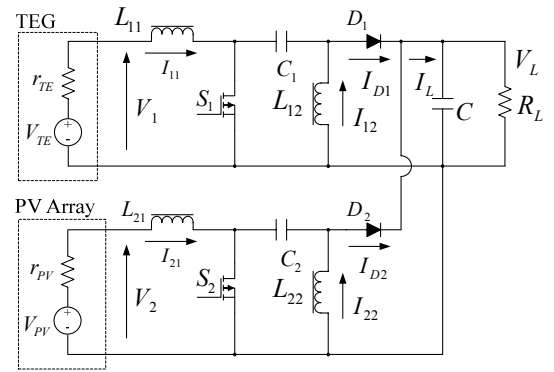 TEG
L11
D1
I11
C1
ID1
IL
VL
rTE
VTE
V1
S1
L12
I12
C
RL
PV Array
L21
D2
I21
C2
ID2
rPV
VPV
V2
S2
L22
I22